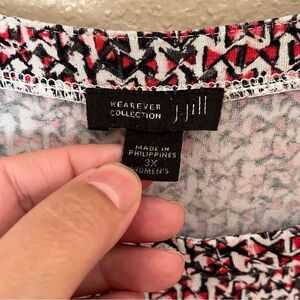 WEAREVER
COLLECTION
J.Jill
MADE IN
PHILIPPINES
3X
WOMEN'S